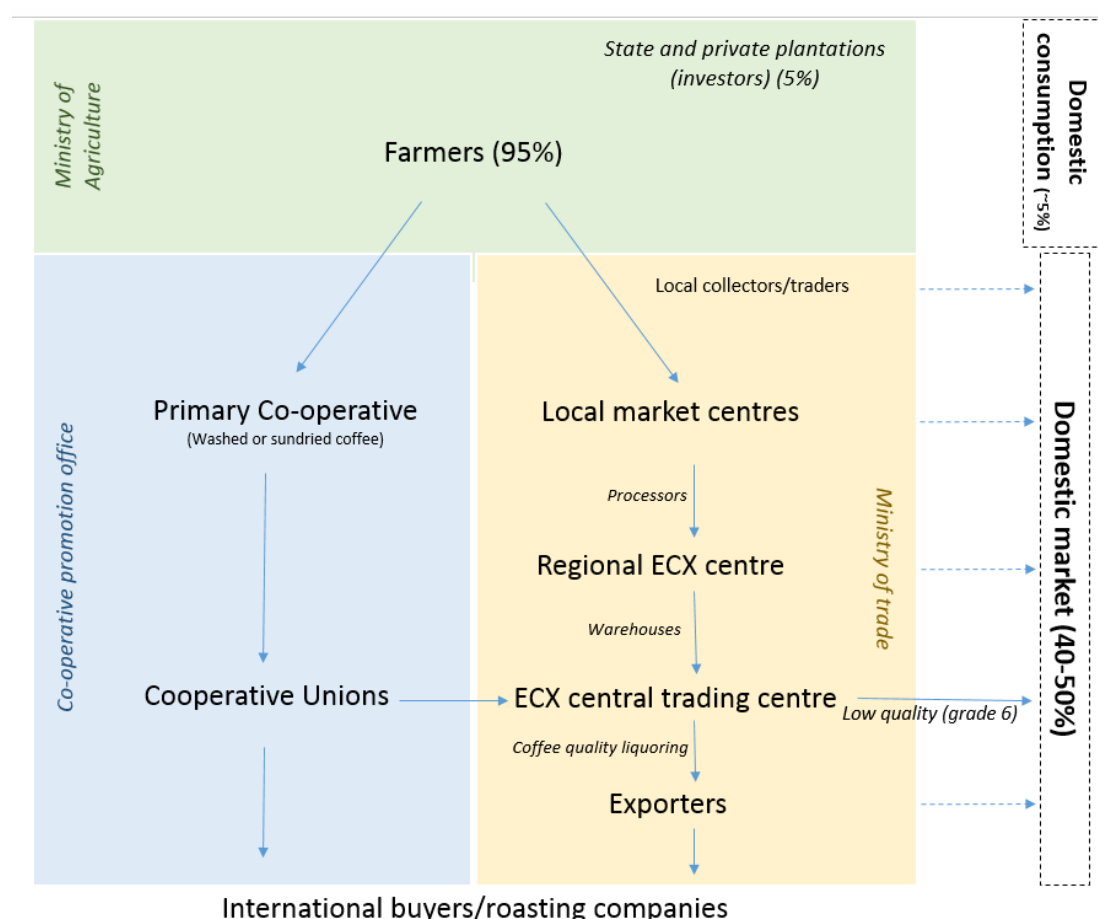 State and private plantations
(investors) (5%)
Domestic
consumption (~5%)
Ministry of
Agriculture
Farmers (95%)
Local collectors/traders
Primary Co-operative
(Washed or sundried coffee)
Local market centres
Co-operative promotion office
Processors
Ministry of trade
Domestic market (40-50%)
Regional ECX centre
Warehouses
Cooperative Unions
ECX central trading centre
Low quality (grade 6)
Coffee quality liquoring
Exporters
International buyers/roasting companies